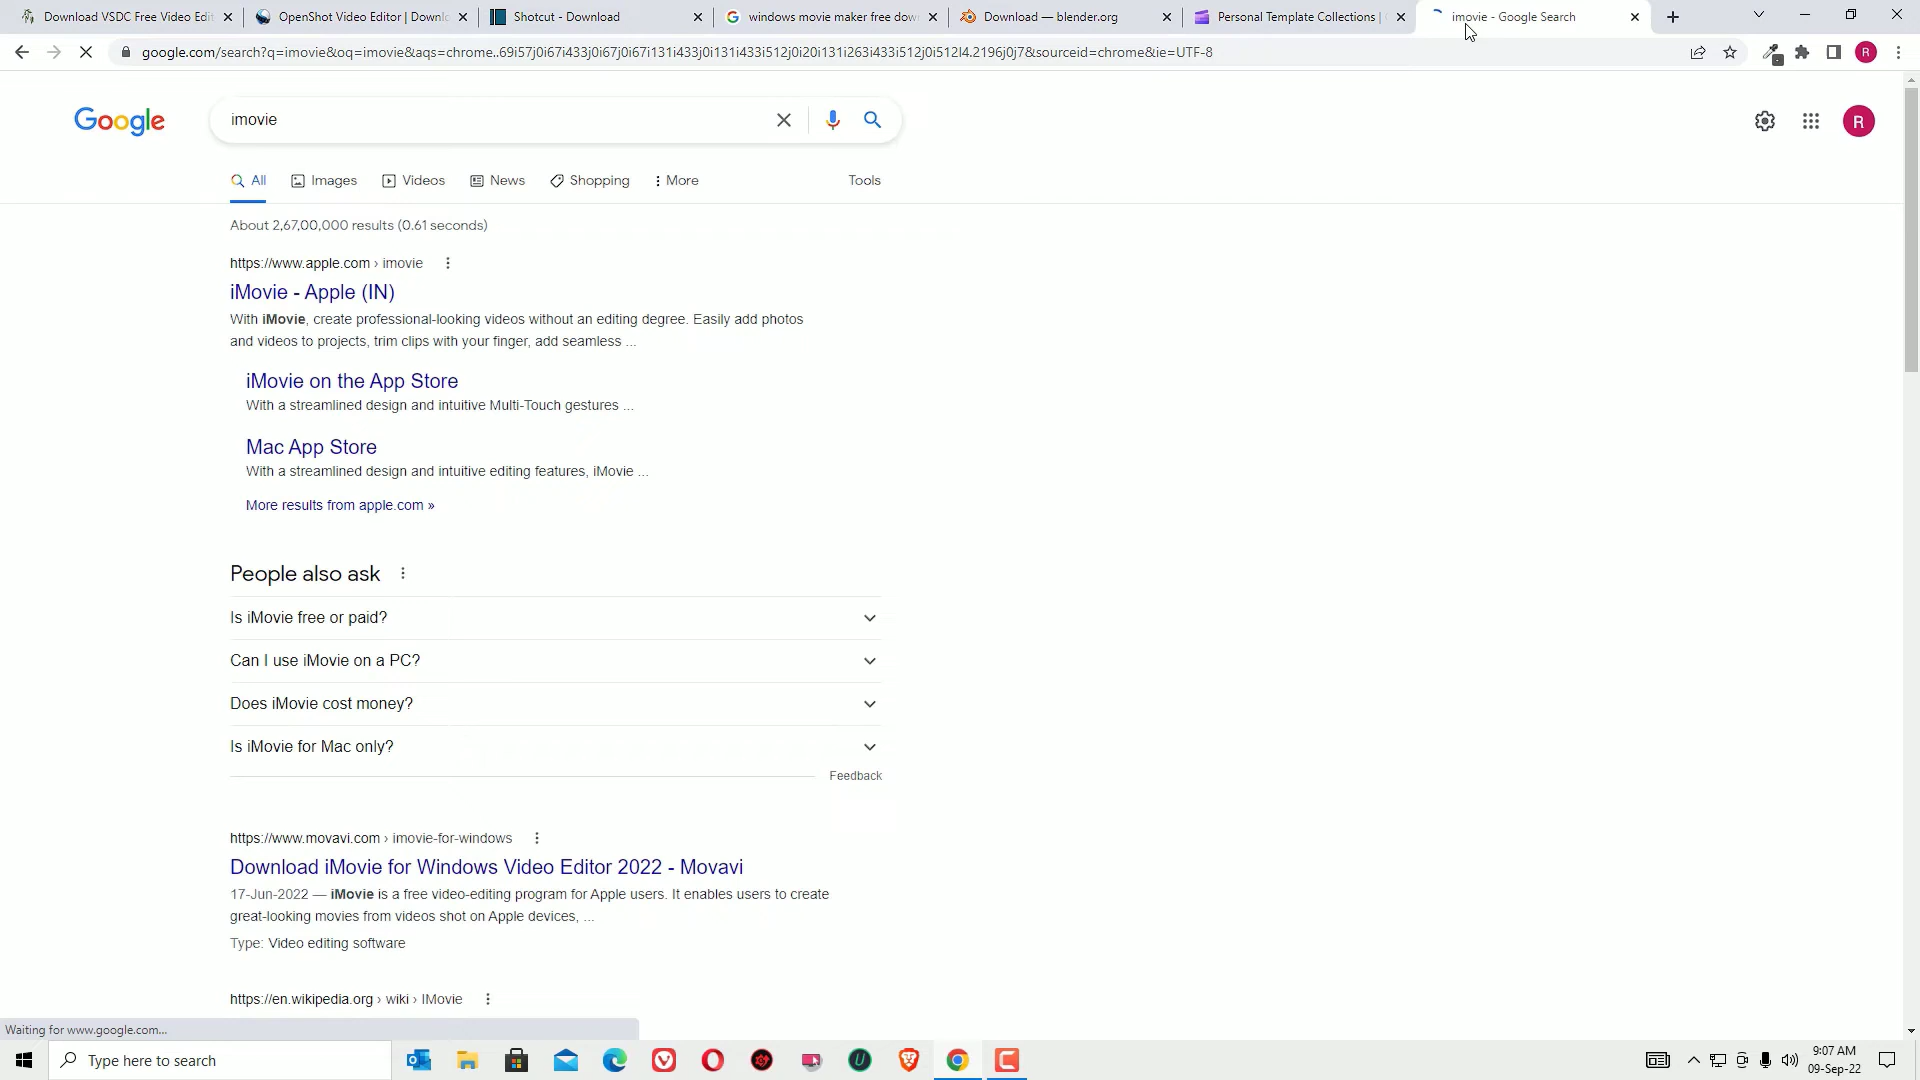 Download VSDC Free Video Edi
OpenShot Video Editor | Downlo
Shotcut - Download
windows movie maker free dow
Download — blender.org
Personal Template Collections |
imovie - Google Search
google.com/search?q=imovie&oq=imovie&aqs=chrome..69i57j0i67i433j0i67j0i67i131i433j0i131i433i512j0i20i131i263i433i512j0i512l4.2196j0j7&sourceid=chrome&ie=UTF-8
R
Google
imovie
R
All
Images
Videos
News
Shopping
More
Tools
About 2,67,00,000 results (0.61 seconds)
https://www.apple.com › imovie
iMovie - Apple (IN)
With iMovie, create professional-looking videos without an editing degree. Easily add photos
and videos to projects, trim clips with your finger, add seamless ...
iMovie on the App Store
With a streamlined design and intuitive Multi-Touch gestures ...
Mac App Store
With a streamlined design and intuitive editing features, iMovie ...
More results from apple.com »
People also ask
Is iMovie free or paid?
Can I use iMovie on a PC?
Does iMovie cost money?
Is iMovie for Mac only?
Feedback
https://www.movavi.com › imovie-for-windows
Download iMovie for Windows Video Editor 2022 - Movavi
17-Jun-2022 — iMovie is a free video-editing program for Apple users. It enables users to create
great-looking movies from videos shot on Apple devices, ...
Type: Video editing software
https://en.wikipedia.org › wiki › IMovie
Waiting for www.google.com...
Type here to search
9:07 AM
09-Sep-22